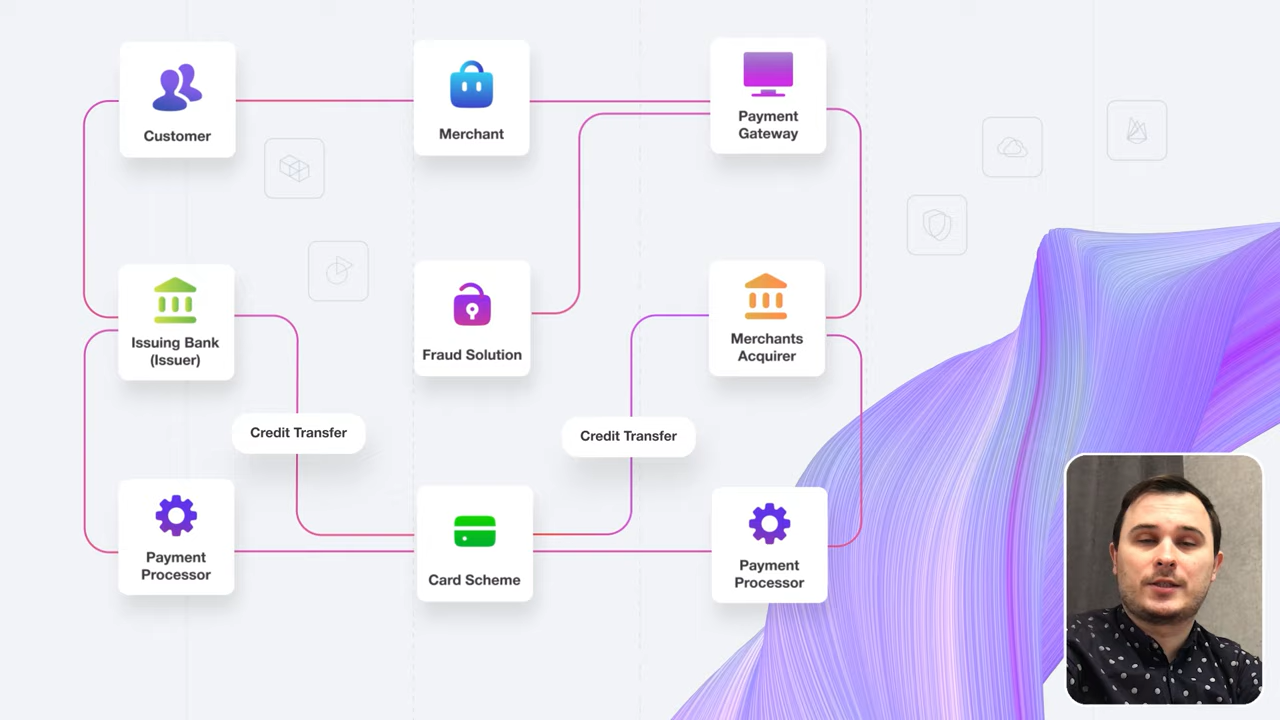 Customer
Merchant
Payment
Gateway
Issuing Bank
(Issuer)
Fraud Solution
Merchants
Acquirer
Credit Transfer
Credit Transfer
Payment
Processor
Card Scheme
Payment
Processor